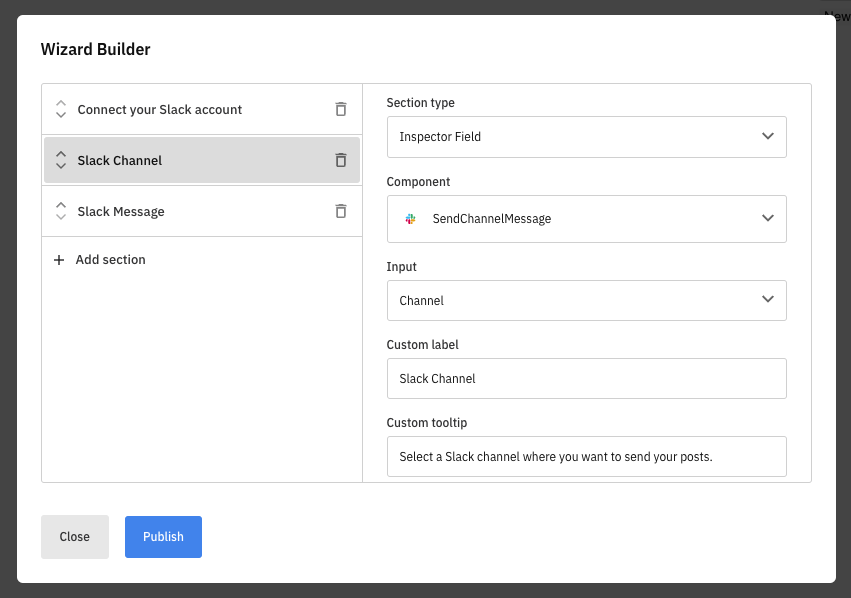 New
Wizard Builder
Connect your Slack account
Slack Channel
Slack Message
Add section
Section type
Inspector Field
Component
SendChannelMessage
Input
Channel
Custom label
Slack Channel
Custom tooltip
Select a Slack channel where you want to send your posts.
Close
Publish